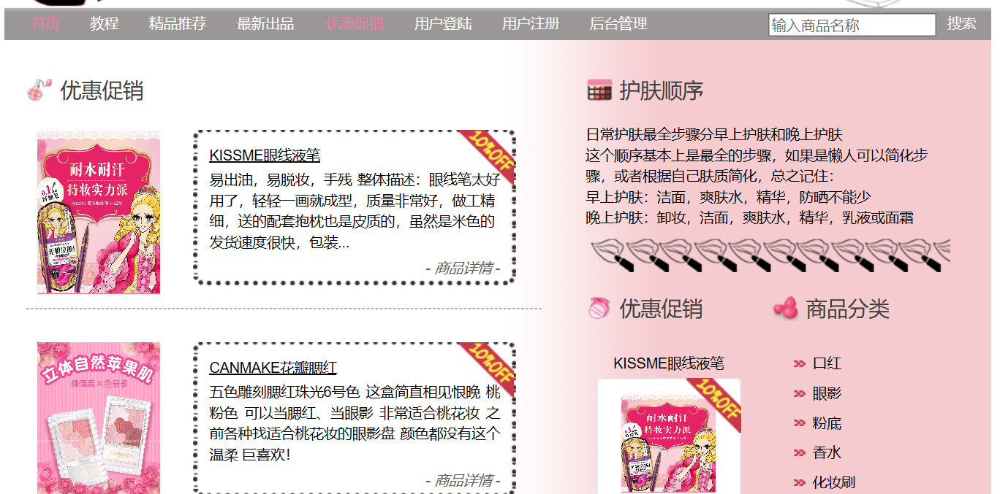 首页 教程 精品推荐 最新出品 优惠促销 用户登陆 用户注册 后台管理 输入商品名称 搜索
优惠促销
耐水耐汗
持妆实力派
0.1
10%OFF
KISSME眼线液笔
易出油，易脱妆，手残 整体描述：眼线笔太好
用了，轻轻一画就成型，质量非常好，做工精
细，送的配套抱枕也是皮质的，虽然是米色的
发货速度很快，包装...
- 商品详情 -
立体自然苹果肌
颜值高×色号多
CANMAKE
10%OFF
CANMAKE花瓣腮红
五色雕刻腮红珠光6号色 这盒简直相见恨晚 桃
粉色 可以当腮红、当眼影 非常适合桃花妆 之
前各种找适合桃花妆的眼影盘 颜色都没有这个
温柔 巨喜欢！
- 商品详情 -
护肤顺序
日常护肤最全步骤分早上护肤和晚上护肤
这个顺序基本上是最全的步骤，如果是懒人可以简化步
骤，或者根据自己肤质简化，总之记住：
早上护肤：洁面，爽肤水，精华，防晒不能少
晚上护肤：卸妆，洁面，爽肤水，精华，乳液或面霜
优惠促销
KISSME眼线液笔
10%OFF
耐水耐汗
持妆实力派
商品分类
口红
眼影
粉底
香水
化妆刷